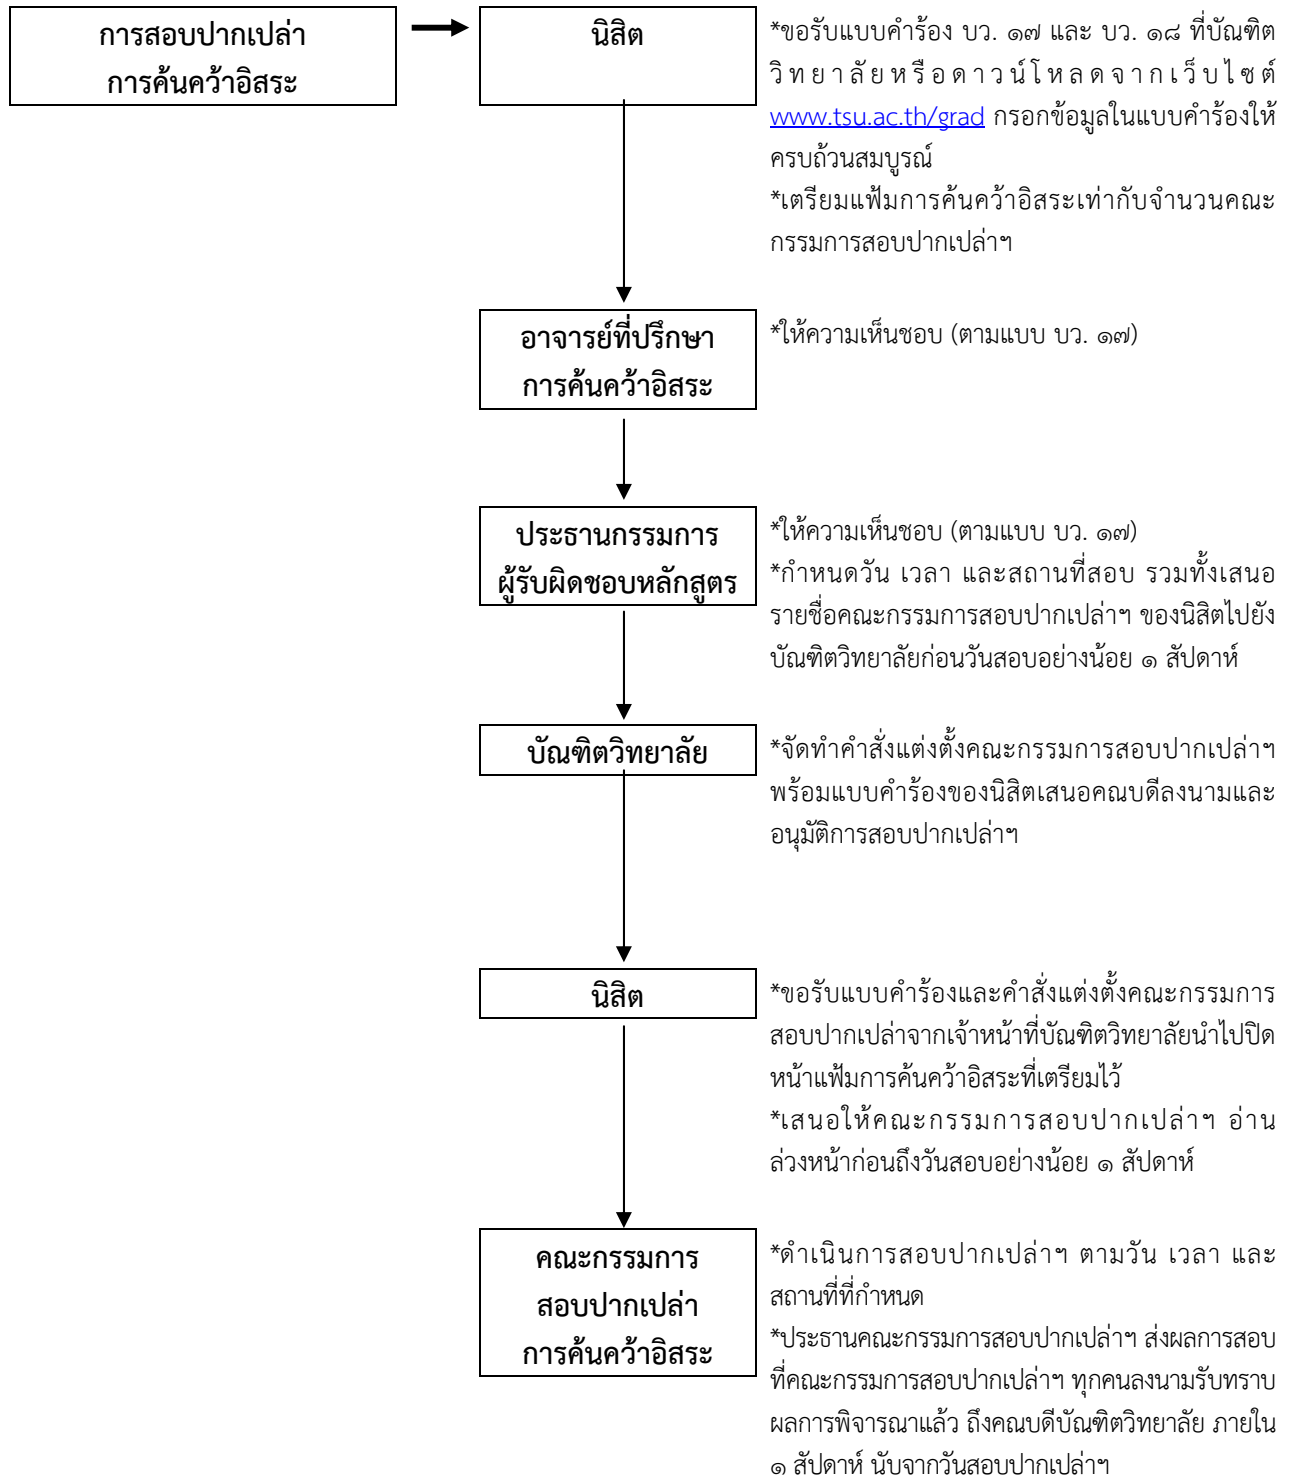 การสอบปากเปล่า
การค้นคว้าอิสระ
นิสิต
*ขอรับแบบคำร้อง บว. ๑๗ และ บว. ๑๘ ที่บัณฑิต
วิทยาลัยหรือดาวน์โหลดจากเว็บไซต์
www.tsu.ac.th/grad กรอกข้อมูลในแบบคำร้องให้
ครบถ้วนสมบูรณ์
*เตรียมแฟ้มการค้นคว้าอิสระเท่ากับจำนวนคณะ
กรรมการสอบปากเปล่าฯ
อาจารย์ที่ปรึกษา
การค้นคว้าอิสระ
*ให้ความเห็นชอบ (ตามแบบ บว. ๑๗)
ประธานกรรมการ
ผู้รับผิดชอบหลักสูตร
*ให้ความเห็นชอบ (ตามแบบ บว. ๑๗)
*กำหนดวัน เวลา และสถานที่สอบ รวมทั้งเสนอ
รายชื่อคณะกรรมการสอบปากเปล่าฯ ของนิสิตไปยัง
บัณฑิตวิทยาลัยก่อนวันสอบอย่างน้อย ๑ สัปดาห์
บัณฑิตวิทยาลัย
*จัดทำคำสั่งแต่งตั้งคณะกรรมการสอบปากเปล่าฯ
พร้อมแบบคำร้องของนิสิตเสนอคณบดีลงนามและ
อนุมัติการสอบปากเปล่าฯ
นิสิต
*ขอรับแบบคำร้องและคำสั่งแต่งตั้งคณะกรรมการ
สอบปากเปล่าจากเจ้าหน้าที่บัณฑิตวิทยาลัยนำไปปิด
หน้าแฟ้มการค้นคว้าอิสระที่เตรียมไว้
*เสนอให้คณะกรรมการสอบปากเปล่าฯ อ่าน
ล่วงหน้าก่อนถึงวันสอบอย่างน้อย ๑ สัปดาห์
คณะกรรมการ
สอบปากเปล่า
การค้นคว้าอิสระ
*ดำเนินการสอบปากเปล่าฯ ตามวัน เวลา และ
สถานที่ที่กำหนด
*ประธานคณะกรรมการสอบปากเปล่าฯ ส่งผลการสอบ
ที่คณะกรรมการสอบปากเปล่าฯ ทุกคนลงนามรับทราบ
ผลการพิจารณาแล้ว ถึงคณบดีบัณฑิตวิทยาลัย ภายใน
๑ สัปดาห์ นับจากวันสอบปากเปล่าฯ